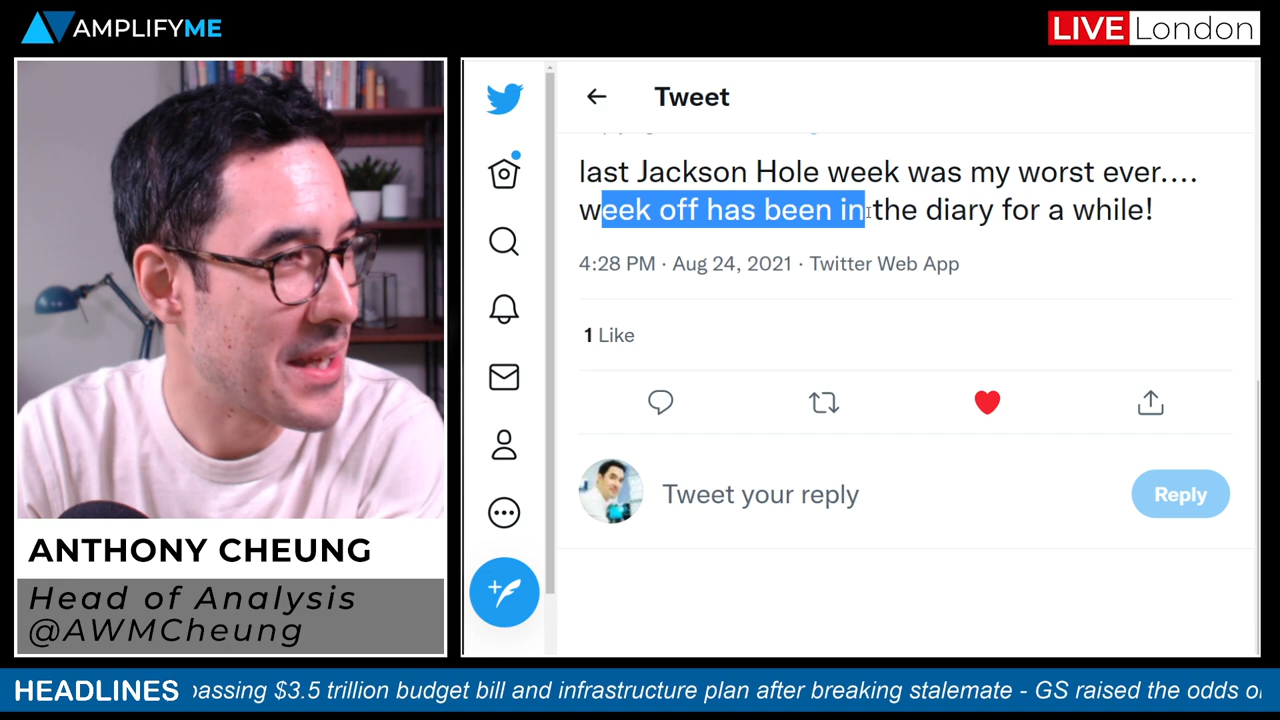 AMPLIFYME
LIVE London
Tweet
last Jackson Hole week was my worst ever....
week off has been in the diary for a while!
4:28 PM · Aug 24, 2021 · Twitter Web App
1 Like
Tweet your reply
Reply
ANTHONY CHEUNG
Head of Analysis
@AWMCheung
HEADLINES passing $3.5 trillion budget bill and infrastructure plan after breaking stalemate - GS raised the odds